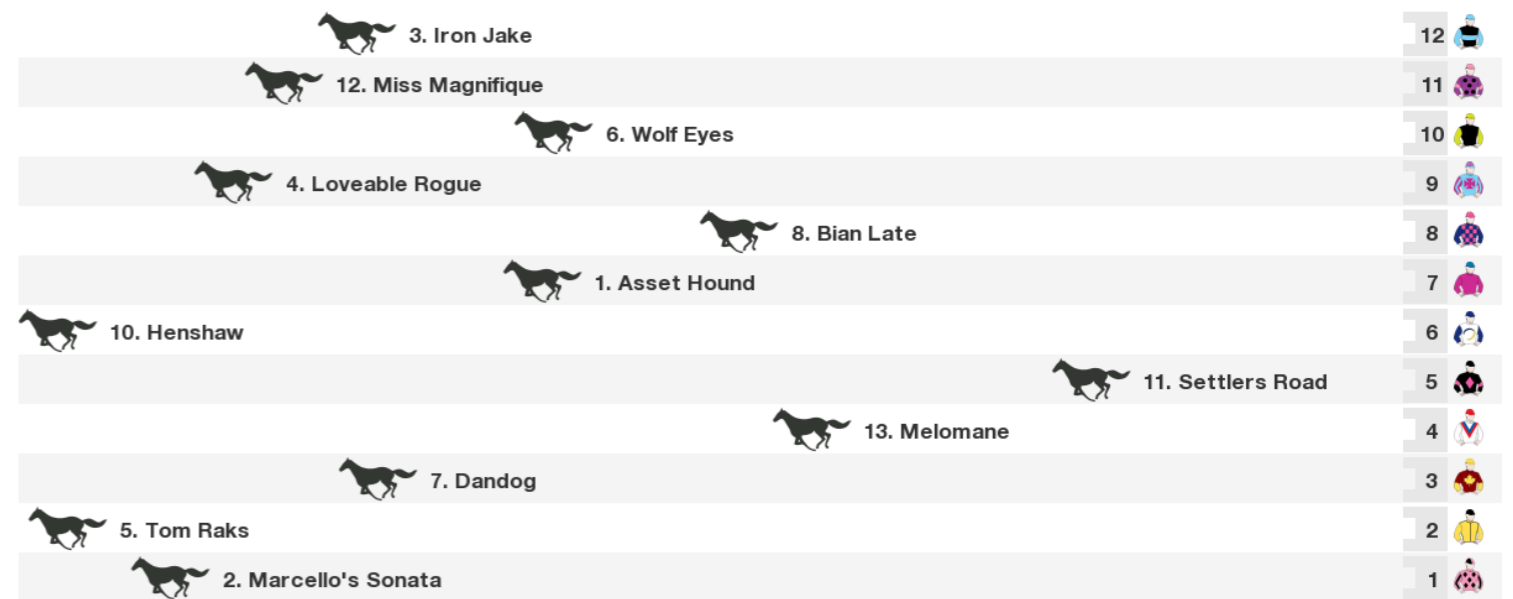 3. Iron Jake 12
12. Miss Magnifique 11
6. Wolf Eyes 10
4. Loveable Rogue 9
8. Bian Late 8
1. Asset Hound 7
10. Henshaw 6
11. Settlers Road 5
13. Melomane 4
7. Dandog 3
5. Tom Raks 2
2. Marcello's Sonata 1